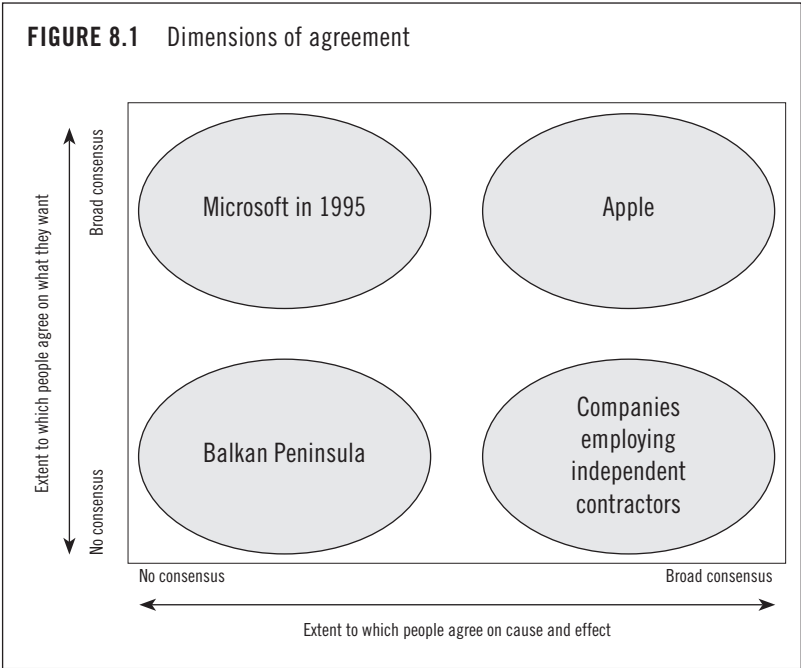 FIGURE 8.1 Dimensions of agreement
Broad consensus
Extent to which people agree on what they want
No consensus
Microsoft in 1995
Apple
Balkan Peninsula
Companies
employing
independent
contractors
No consensus
Broad consensus
Extent to which people agree on cause and effect